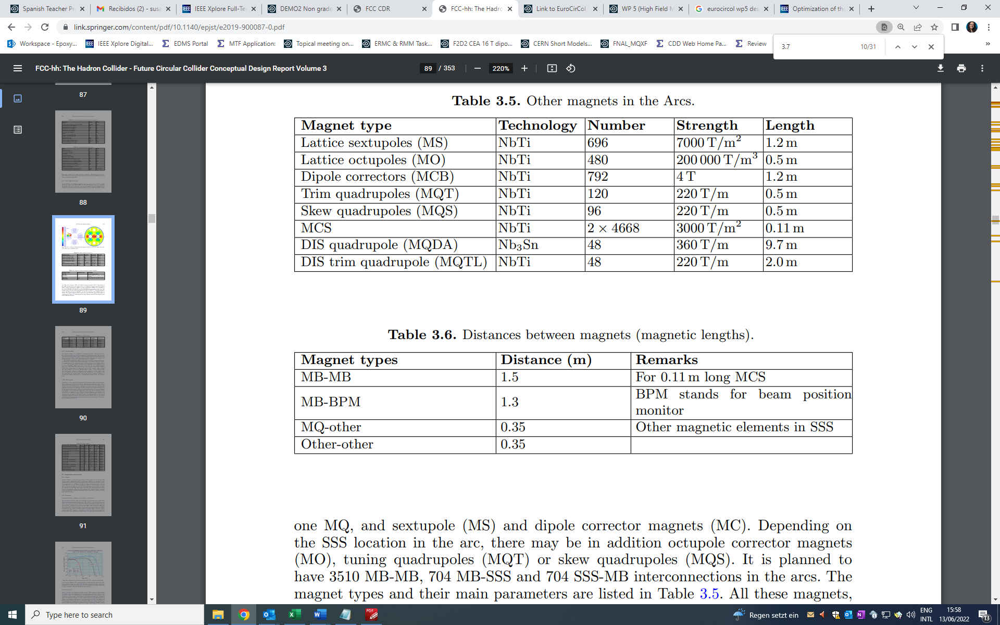 Spanish Teacher Pr
Recibidos (2) - susa
IEEE Xplore Full-Te
DEMO2 Non grade
FCC CDR
FCC-hh: The Hadro
Link to EuroCirCol
WP 5 (High Field M
eurocircol wp5 des
Optimization of th
link.springer.com/content/pdf/10.1140/epjst/e2019-900087-0.pdf
Workspace - Epoxy...
IEEE Xplore Digital...
EDMS Portal
MTF Application:
Topical meeting on...
ERMC & RMM Task...
F2D2 CEA 16 T dipo...
CERN Short Models...
FNAL_MQXF
CDD Web Home Pa...
Review
3.7 10/31
FCC-hh: The Hadron Collider - Future Circular Collider Conceptual Design Report Volume 3
89 / 353
220%
87
88
89
90
91
Table 3.5. Other magnets in the Arcs.
Magnet type Technology Number Strength Length
Lattice sextupoles (MS) NbTi 696 7000 T/m² 1.2 m
Lattice octupoles (MO) NbTi 480 200 000 T/m³ 0.5 m
Dipole correctors (MCB) NbTi 792 4 T 1.2 m
Trim quadrupoles (MQT) NbTi 120 220 T/m 0.5 m
Skew quadrupoles (MQS) NbTi 96 220 T/m 0.5 m
MCS NbTi 2 × 4668 3000 T/m² 0.11 m
DIS quadrupole (MQDA) Nb₃Sn 48 360 T/m 9.7 m
DIS trim quadrupole (MQTL) NbTi 48 220 T/m 2.0 m
Table 3.6. Distances between magnets (magnetic lengths).
Magnet types Distance (m) Remarks
MB-MB 1.5 For 0.11 m long MCS
MB-BPM 1.3 BPM stands for beam position
monitor
MQ-other 0.35 Other magnetic elements in SSS
Other-other 0.35
one MQ, and sextupole (MS) and dipole corrector magnets (MC). Depending on
the SSS location in the arc, there may be in addition octupole corrector magnets
(MO), tuning quadrupoles (MQT) or skew quadrupoles (MQS). It is planned to
have 3510 MB-MB, 704 MB-SSS and 704 SSS-MB interconnections in the arcs. The
magnet types and their main parameters are listed in Table 3.5. All these magnets,
Type here to search
Regen setzt ein
ENG
INTL
15:58
13/06/2022
13